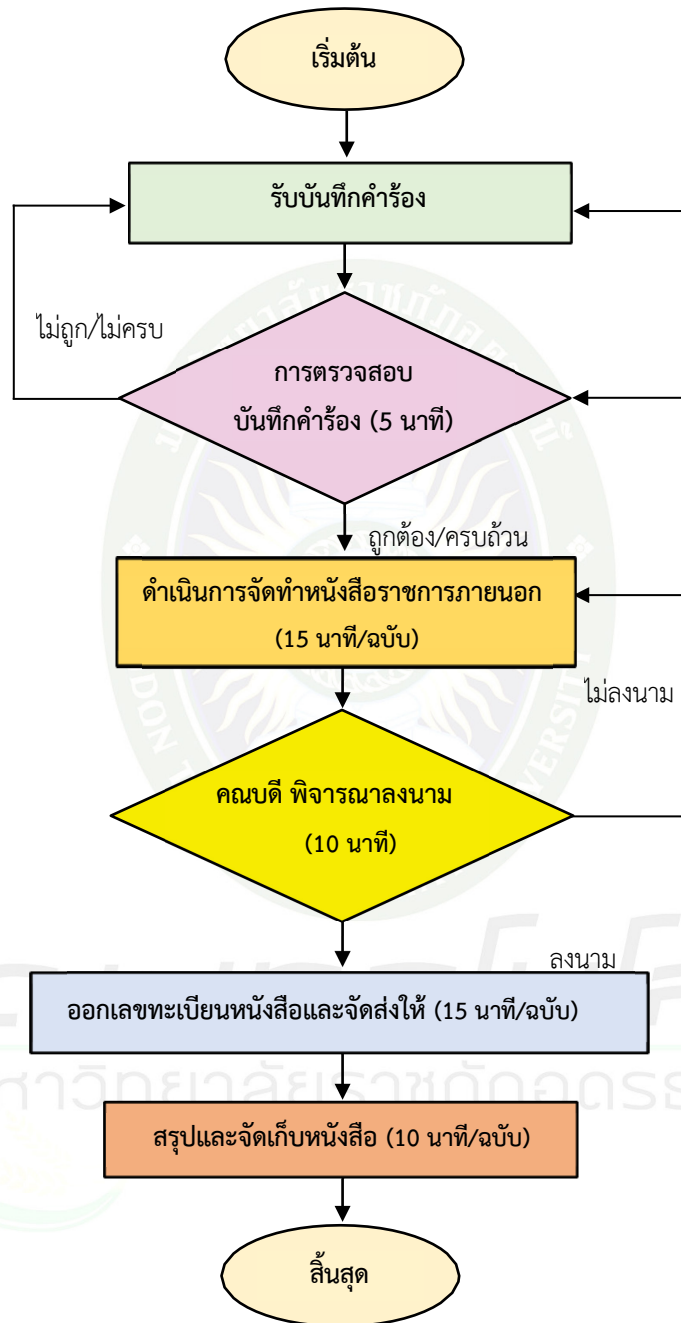 เริ่มต้น
รับบันทึกคำร้อง
ไม่ถูก/ไม่ครบ
การตรวจสอบ
บันทึกคำร้อง (5 นาที)
ถูกต้อง/ครบถ้วน
ดำเนินการจัดทำหนังสือราชการภายนอก
(15 นาที/ฉบับ)
ไม่ลงนาม
คณบดี พิจารณาลงนาม
(10 นาที)
ลงนาม
ออกเลขทะเบียนหนังสือและจัดส่งให้ (15 นาที/ฉบับ)
สรุปและจัดเก็บหนังสือ (10 นาที/ฉบับ)
สิ้นสุด